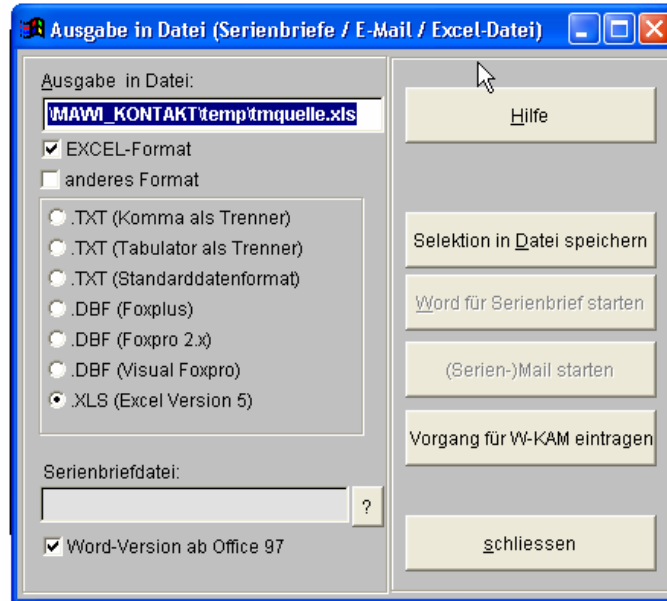 Ausgabe in Datei (Serienbriefe / E-Mail / Excel-Datei)
Ausgabe in Datei:
\MAWI_KONTAKT\temp\tmquelle.xls
EXCEL-Format
anderes Format
.TXT (Komma als Trenner)
.TXT (Tabulator als Trenner)
.TXT (Standarddatenformat)
.DBF (Foxplus)
.DBF (Foxpro 2.x)
.DBF (Visual Foxpro)
.XLS (Excel Version 5)
Serienbriefdatei:
?
Word-Version ab Office 97
Hilfe
Selektion in Datei speichern
Word für Serienbrief starten
(Serien-)Mail starten
Vorgang für W-KAM eintragen
schliessen